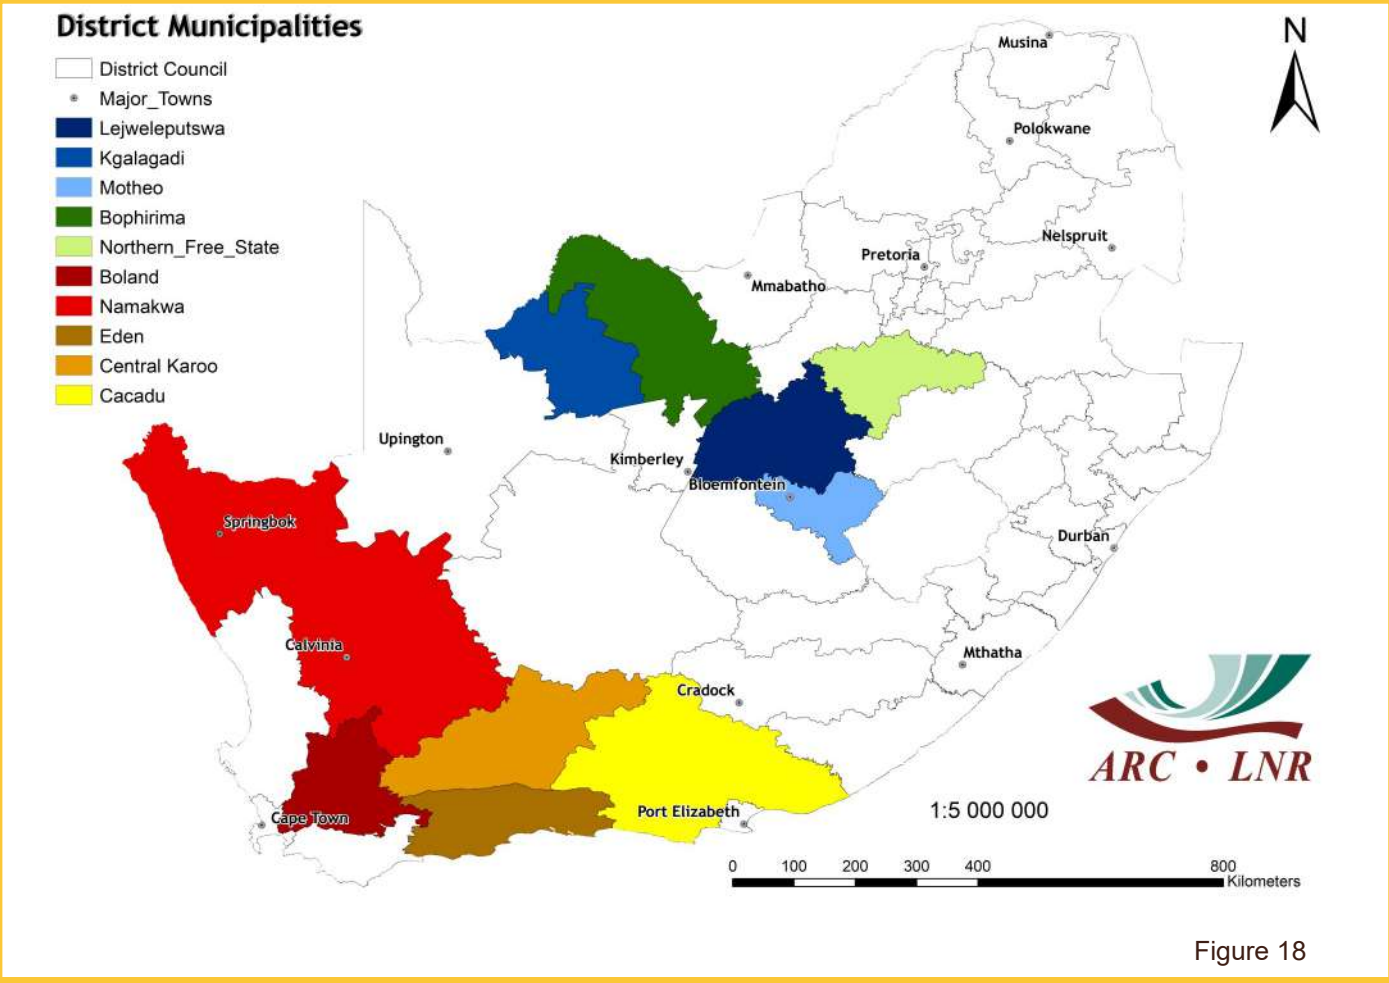 District Municipalities
District Council
Major_Towns
Lejweleputswa
Kgalagadi
Motheo
Bophirima
Northern_Free_State
Boland
Namakwa
Eden
Central Karoo
Cacadu
N
Musina
Polokwane
Nelspruit
Pretoria
Mmabatho
Upington
Kimberley
Bloemfontein
Springbok
Durban
Calvinia
Mthatha
Cradock
Port Elizabeth
Cape Town
ARC • LNR
1:5 000 000
0 100 200 300 400 800
Kilometers
Figure 18